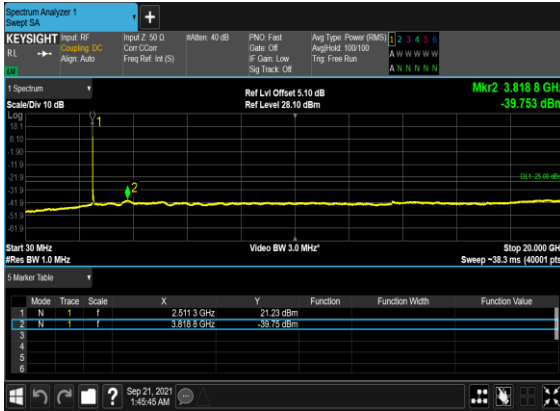 Spectrum Analyzer 1
Swept SA
+
KEYSIGHT Input: RF Input Z: 50 Ω #Atten: 40 dB PNO: Fast Avg Type: Power (RMS) 1 2 3 4 5 6
RL Coupling: DC Corr CCorr Gate: Off Avg|Hold: 100/100 A W W W W W
Align: Auto Freq Ref: Int (S) IF Gain: Low Trig: Free Run
Sig Track: Off A N N N N N
1 Spectrum Ref Lvl Offset 5.10 dB Mkr2 3.818 8 GHz
Scale/Div 10 dB Ref Level 28.10 dBm -39.753 dBm
Log
18.1
8.10
-1.90
-11.9
-21.9 DL1 -25.00 dBm
-31.9
-41.9
-51.9
-61.9
1
2
Start 30 MHz Video BW 3.0 MHz* Stop 20.000 GHz
#Res BW 1.0 MHz Sweep ~38.3 ms (40001 pts)
5 Marker Table
Mode Trace Scale X Y Function Function Width Function Value
1 N 1 f 2.511 3 GHz 21.23 dBm
2 N 1 f 3.818 8 GHz -39.75 dBm
3
4
5
6
? Sep 21, 2021
1:45:45 AM